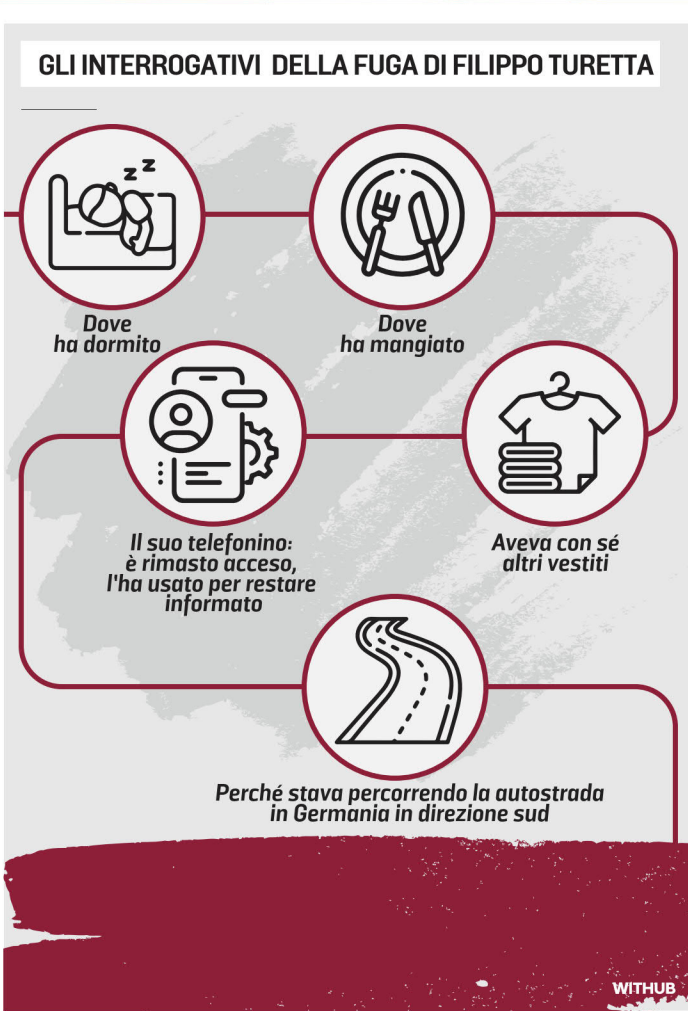 GLI INTERROGATIVI DELLA FUGA DI FILIPPO TURETTA
z z
Dove
ha dormito
Dove
ha mangiato
Il suo telefonino:
è rimasto acceso,
l'ha usato per restare
informato
Aveva con sé
altri vestiti
Perché stava percorrendo la autostrada
in Germania in direzione sud
WITHUB